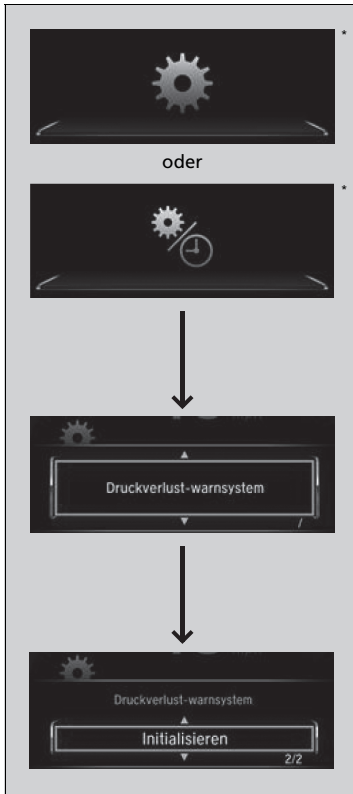 *
oder
*
Druckverlust-warnsystem
/
Druckverlust-warnsystem
Initialisieren
2/2